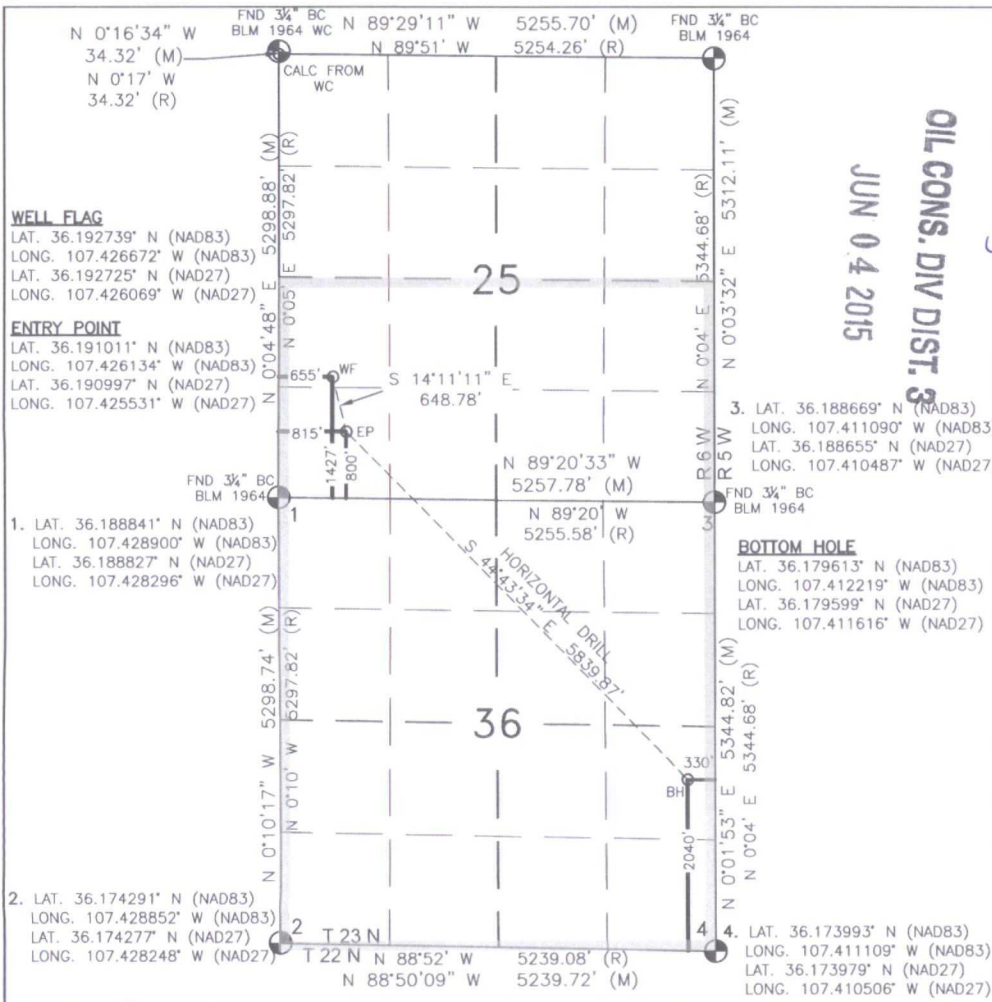 N 0°16'34" W
34.32' (M)
N 0°17' W
34.32' (R)
FND 3¼" BC
BLM 1964 WC
N 89°29'11" W 5255.70' (M)
N 89°51' W 5254.26' (R)
FND 3¼" BC
BLM 1964
CALC FROM
WC
OIL CONS. DIV DIST. 3
JUN 04 2015
WELL FLAG
LAT. 36.192739° N (NAD83)
LONG. 107.426672° W (NAD83)
LAT. 36.192725° N (NAD27)
LONG. 107.426069° W (NAD27)
ENTRY POINT
LAT. 36.191011° N (NAD83)
LONG. 107.426134° W (NAD83)
LAT. 36.190997° N (NAD27)
LONG. 107.425531° W (NAD27)
N 0°04'48" E 5298.88' (M)
N 0°05' E 5297.82' (R)
25
N 0°04' E 5344.68' (R)
N 0°03'32" E 5312.11' (M)
655'
WF
S 14°11'11" E
648.78'
815'
EP
1427'
800'
R 6 W
R 5 W
3. LAT. 36.188669° N (NAD83)
LONG. 107.411090° W (NAD83)
LAT. 36.188655° N (NAD27)
LONG. 107.410487° W (NAD27)
N 89°20'33" W
5257.78' (M)
FND 3¼" BC
BLM 1964
1
N 89°20' W
5255.58' (R)
3
FND 3¼" BC
BLM 1964
1. LAT. 36.188841° N (NAD83)
LONG. 107.428900° W (NAD83)
LAT. 36.188827° N (NAD27)
LONG. 107.428296° W (NAD27)
BOTTOM HOLE
LAT. 36.179613° N (NAD83)
LONG. 107.412219° W (NAD83)
LAT. 36.179599° N (NAD27)
LONG. 107.411616° W (NAD27)
HORIZONTAL DRILL
S 44°43'34" E 5839.87'
N 0°10'17" W 5298.74' (M)
N 0°10' W 5297.82' (R)
36
330'
BH
2040'
N 0°01'53" E 5344.82' (M)
N 0°04' E 5344.68' (R)
2. LAT. 36.174291° N (NAD83)
LONG. 107.428852° W (NAD83)
LAT. 36.174277° N (NAD27)
LONG. 107.428248° W (NAD27)
2
T 23 N
T 22 N
N 88°52' W 5239.08' (R)
N 88°50'09" W 5239.72' (M)
4
4. LAT. 36.173993° N (NAD83)
LONG. 107.411109° W (NAD83)
LAT. 36.173979° N (NAD27)
LONG. 107.410506° W (NAD27)